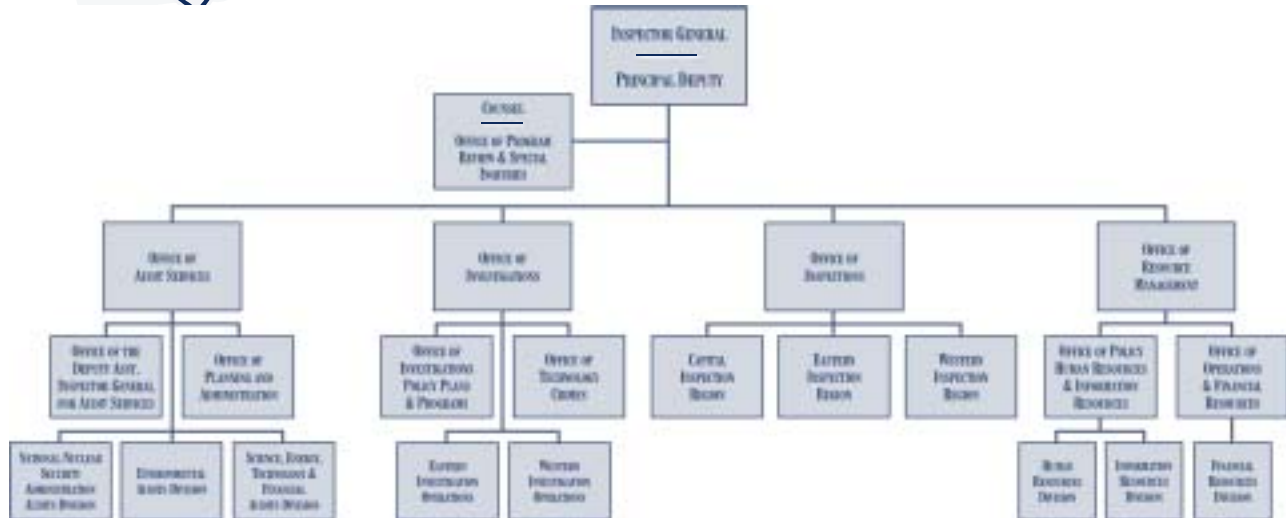 INSPECTOR GENERAL
PRINCIPAL DEPUTY
COUNSEL
OFFICE OF PROGRAM
REVIEW & SPECIAL
INQUIRIES
OFFICE OF
AUDIT SERVICES
OFFICE OF
INVESTIGATIONS
OFFICE OF
INSPECTIONS
OFFICE OF
RESOURCE
MANAGEMENT
OFFICE OF THE
DEPUTY ASST.
INSPECTOR GENERAL
FOR AUDIT SERVICES
OFFICE OF
PLANNING AND
ADMINISTRATION
OFFICE OF
INVESTIGATIONS
POLICY PLANS
& PROGRAMS
OFFICE OF
TECHNOLOGY
CRIMES
CAPITAL
INSPECTION
REGION
EASTERN
INSPECTION
REGION
WESTERN
INSPECTION
REGION
OFFICE OF POLICY
HUMAN RESOURCES
& INFORMATION
RESOURCES
OFFICE OF
OPERATIONS
& FINANCIAL
RESOURCES
NATIONAL NUCLEAR
SECURITY
ADMINISTRATION
AUDITS DIVISION
ENVIRONMENTAL
AUDITS DIVISION
SCIENCE, ENERGY,
TECHNOLOGY &
FINANCIAL
AUDITS DIVISION
EASTERN
INVESTIGATION
OPERATIONS
WESTERN
INVESTIGATION
OPERATIONS
HUMAN
RESOURCES
DIVISION
INFORMATION
RESOURCES
DIVISION
FINANCIAL
RESOURCES
DIVISION